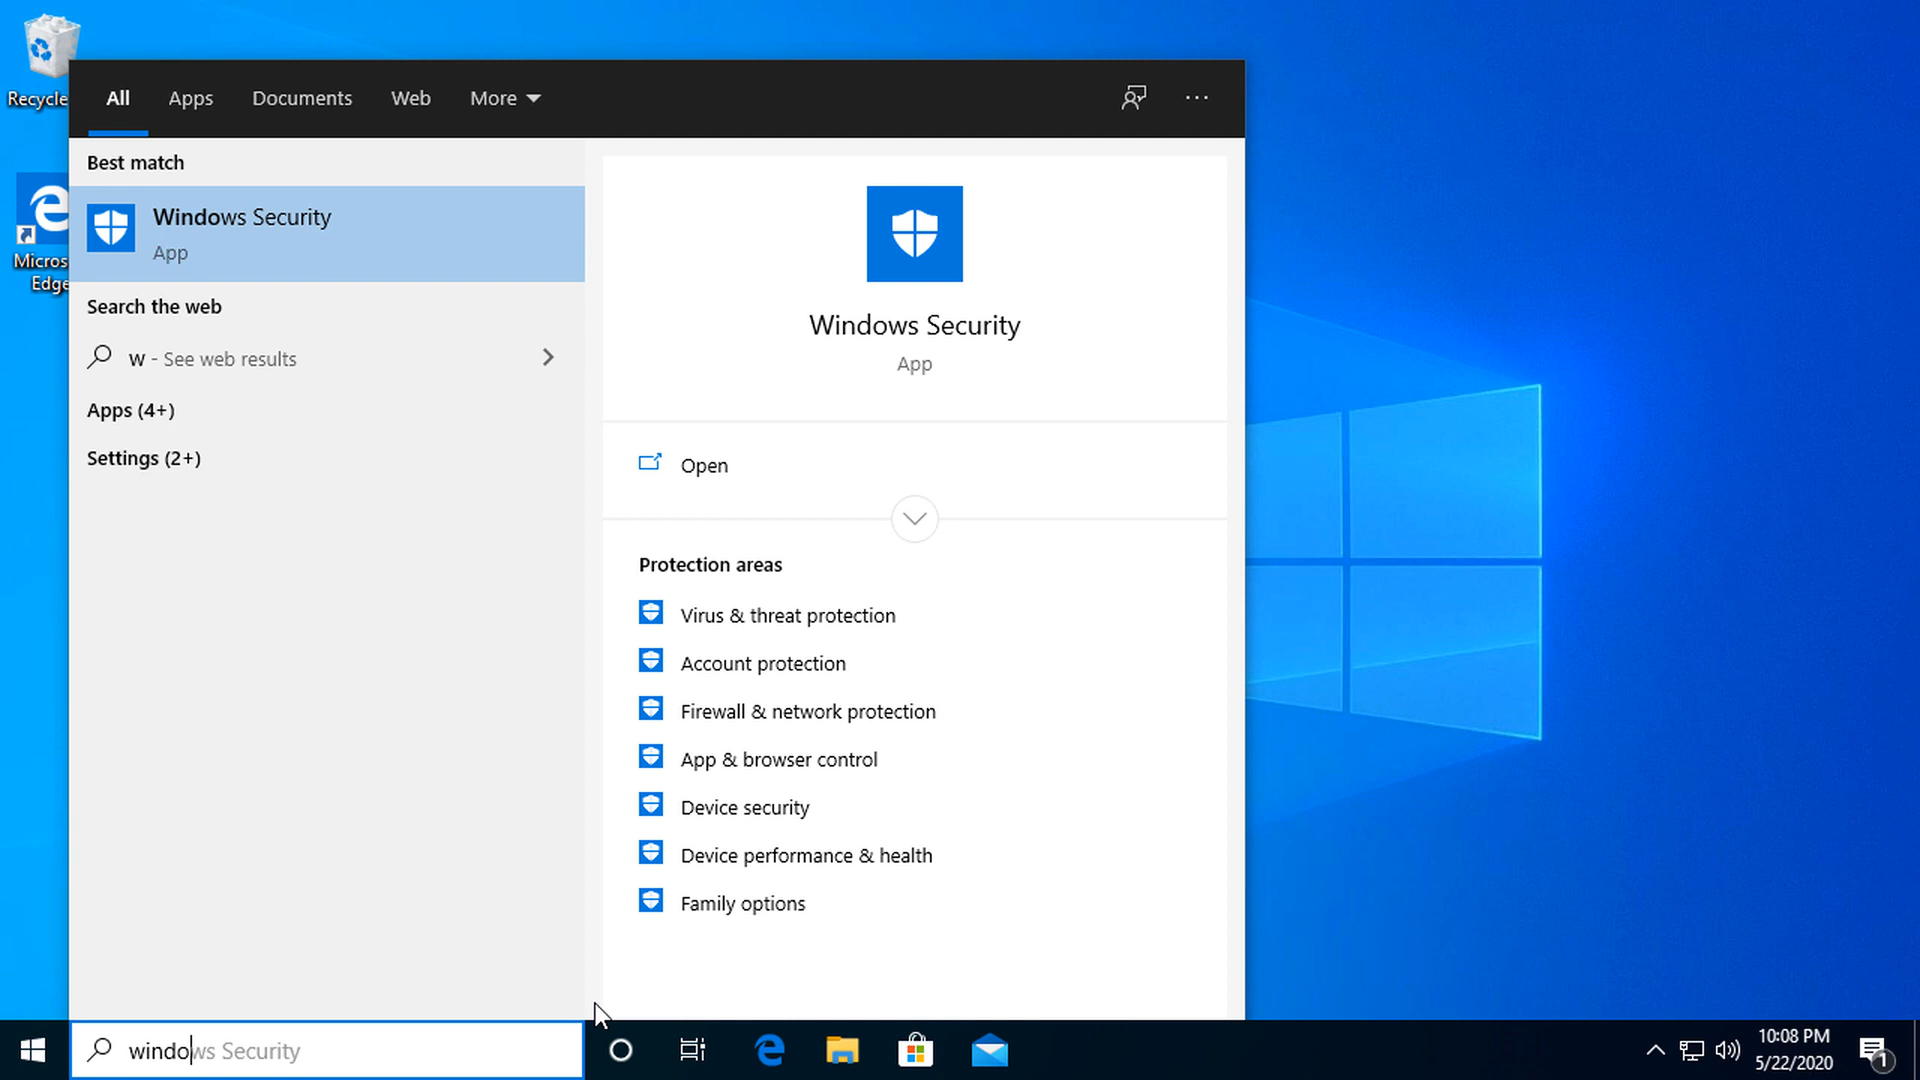 Recycle
Micros
Edge
All
Apps
Documents
Web
More
Best match
Windows Security
App
Search the web
w - See web results
Apps (4+)
Settings (2+)
Windows Security
App
Open
Protection areas
Virus & threat protection
Account protection
Firewall & network protection
App & browser control
Device security
Device performance & health
Family options
windows Security
10:08 PM
5/22/2020
1